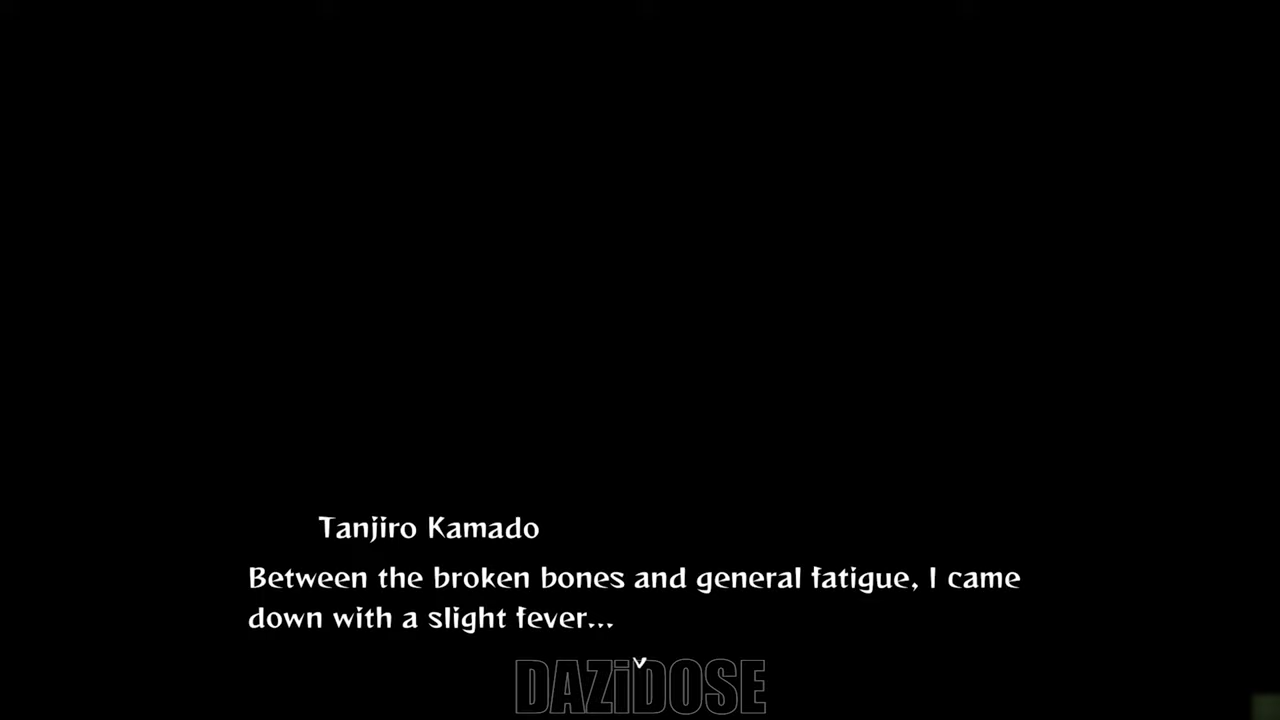 Tanjiro Kamado
Between the broken bones and general fatigue, I came
down with a slight fever...
DAZiDOSE